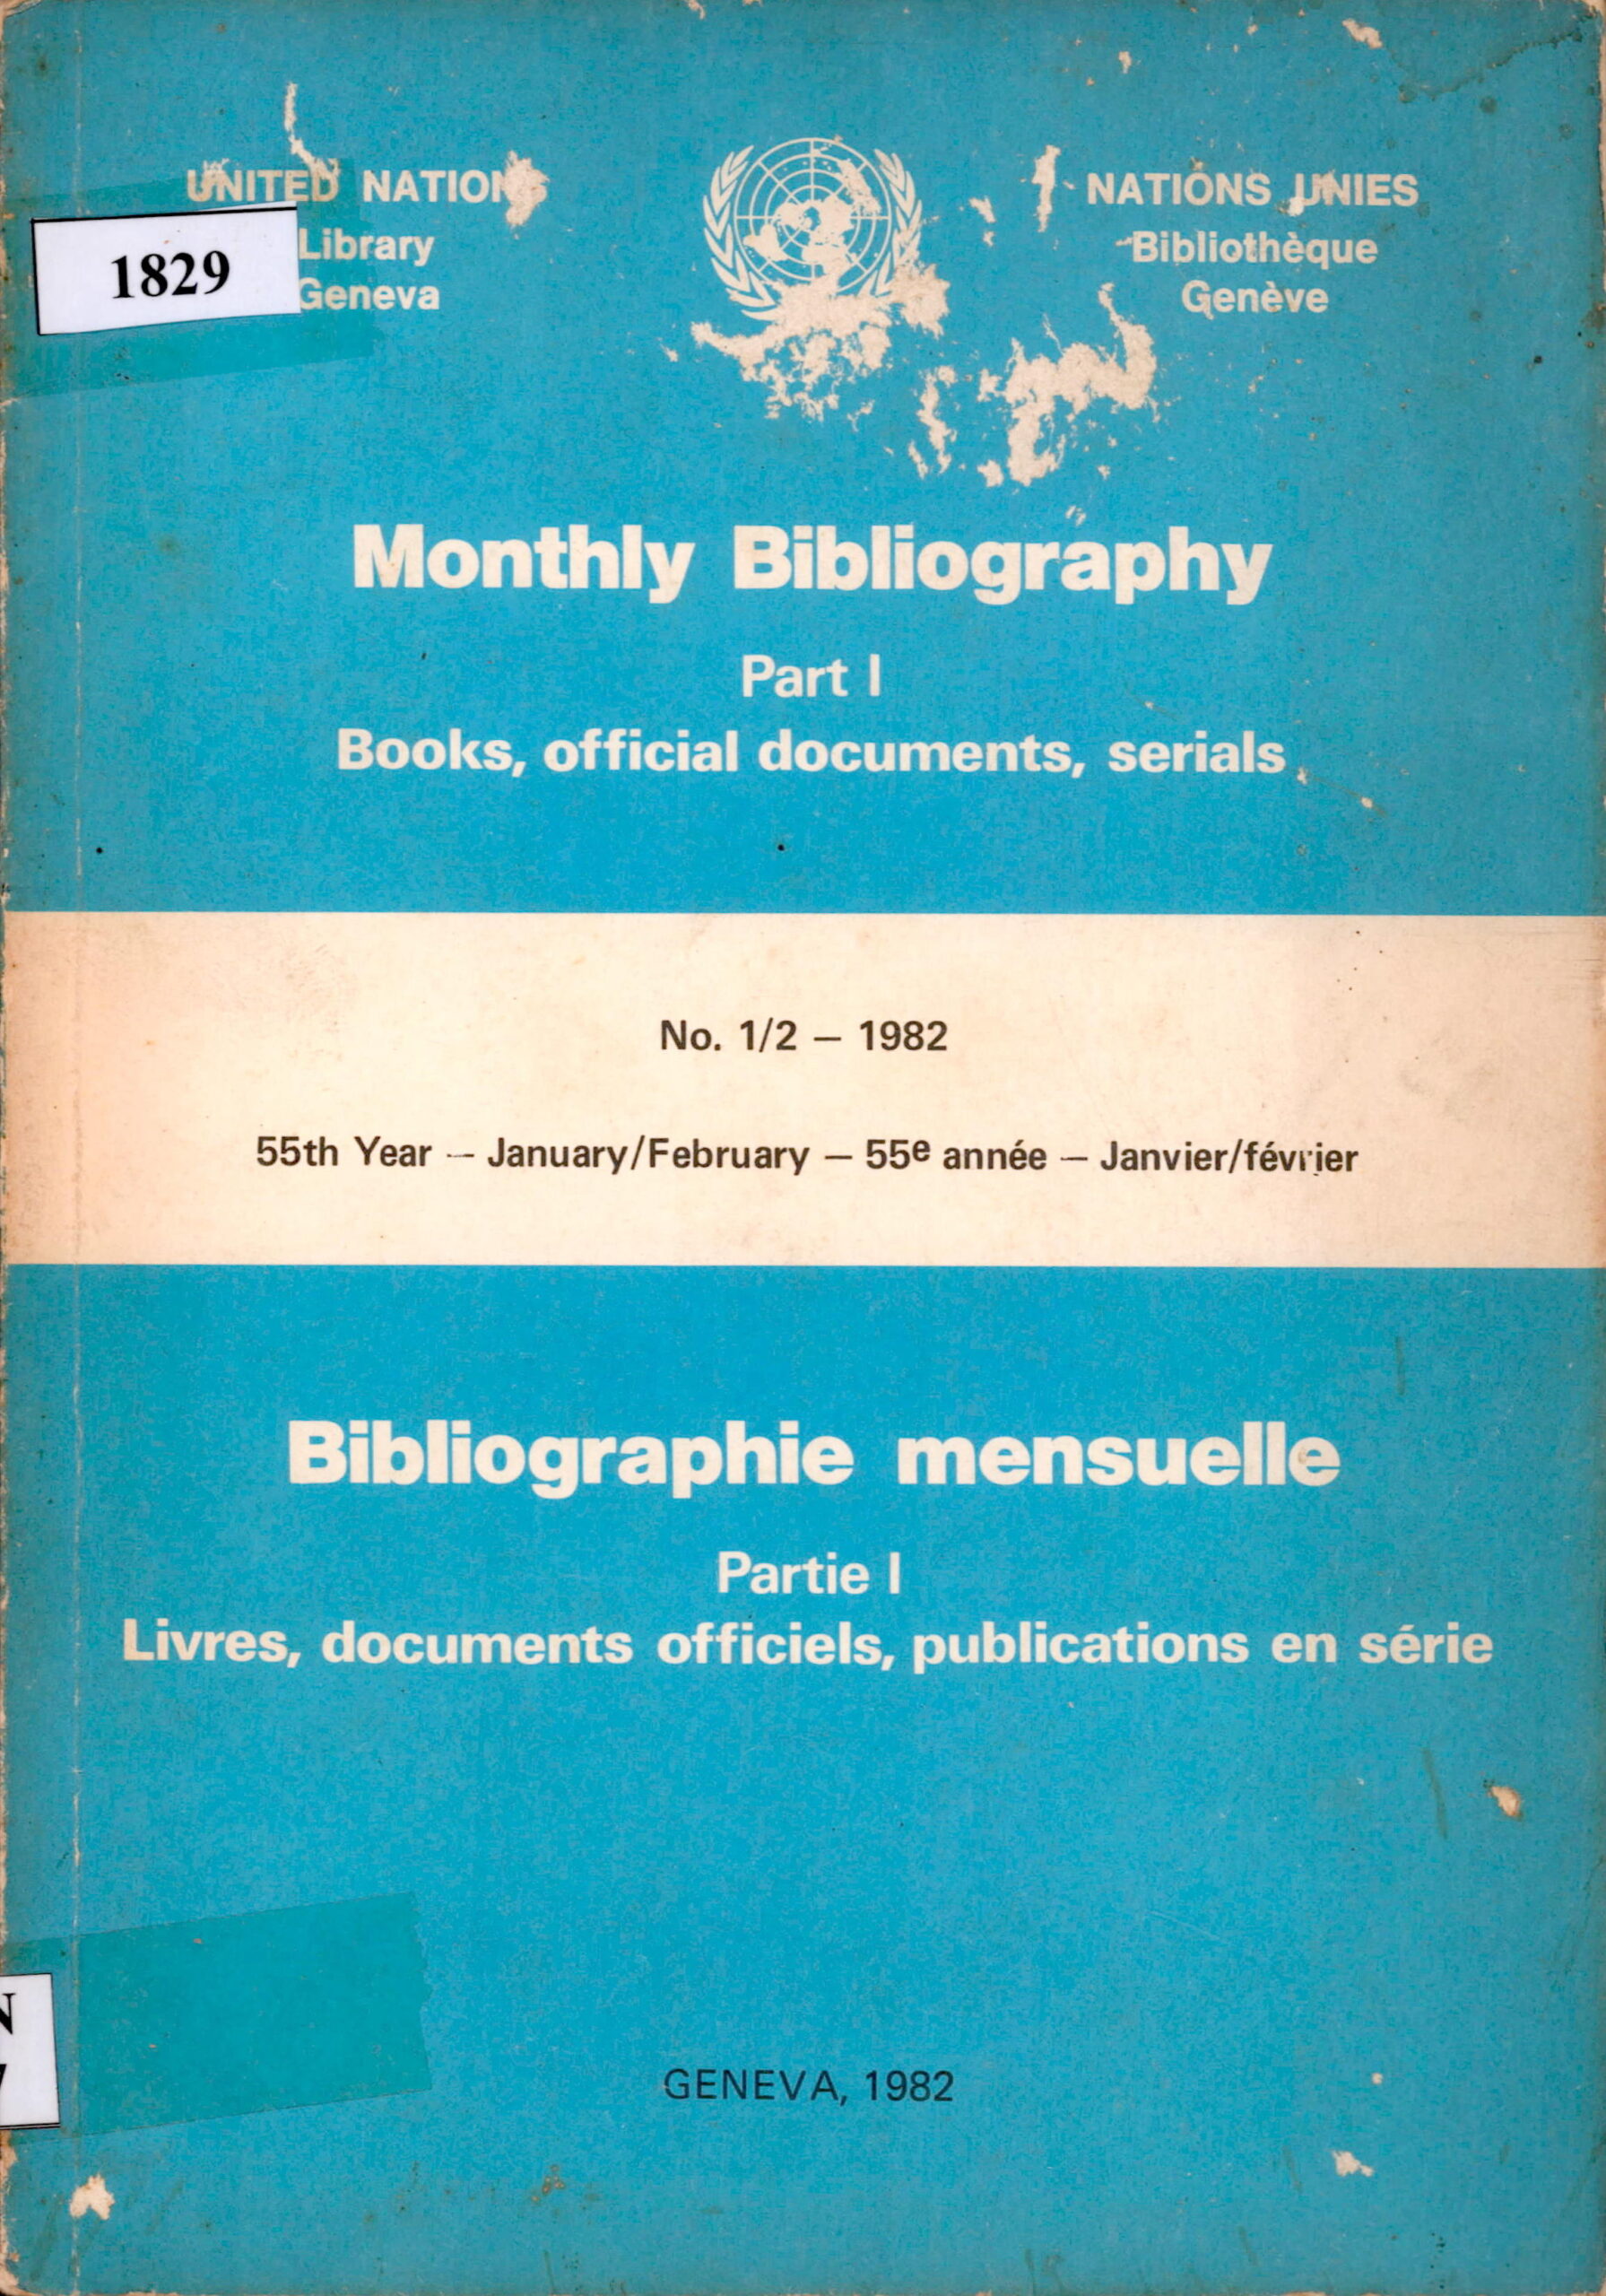 UNITED NATIONS
Library
Geneva
1829
NATIONS UNIES
Bibliothèque
Genève
Monthly Bibliography
Part I
Books, official documents, serials
No. 1/2 — 1982
55th Year — January/February — 55e année — Janvier/février
Bibliographie mensuelle
Partie I
Livres, documents officiels, publications en série
N
GENEVA, 1982